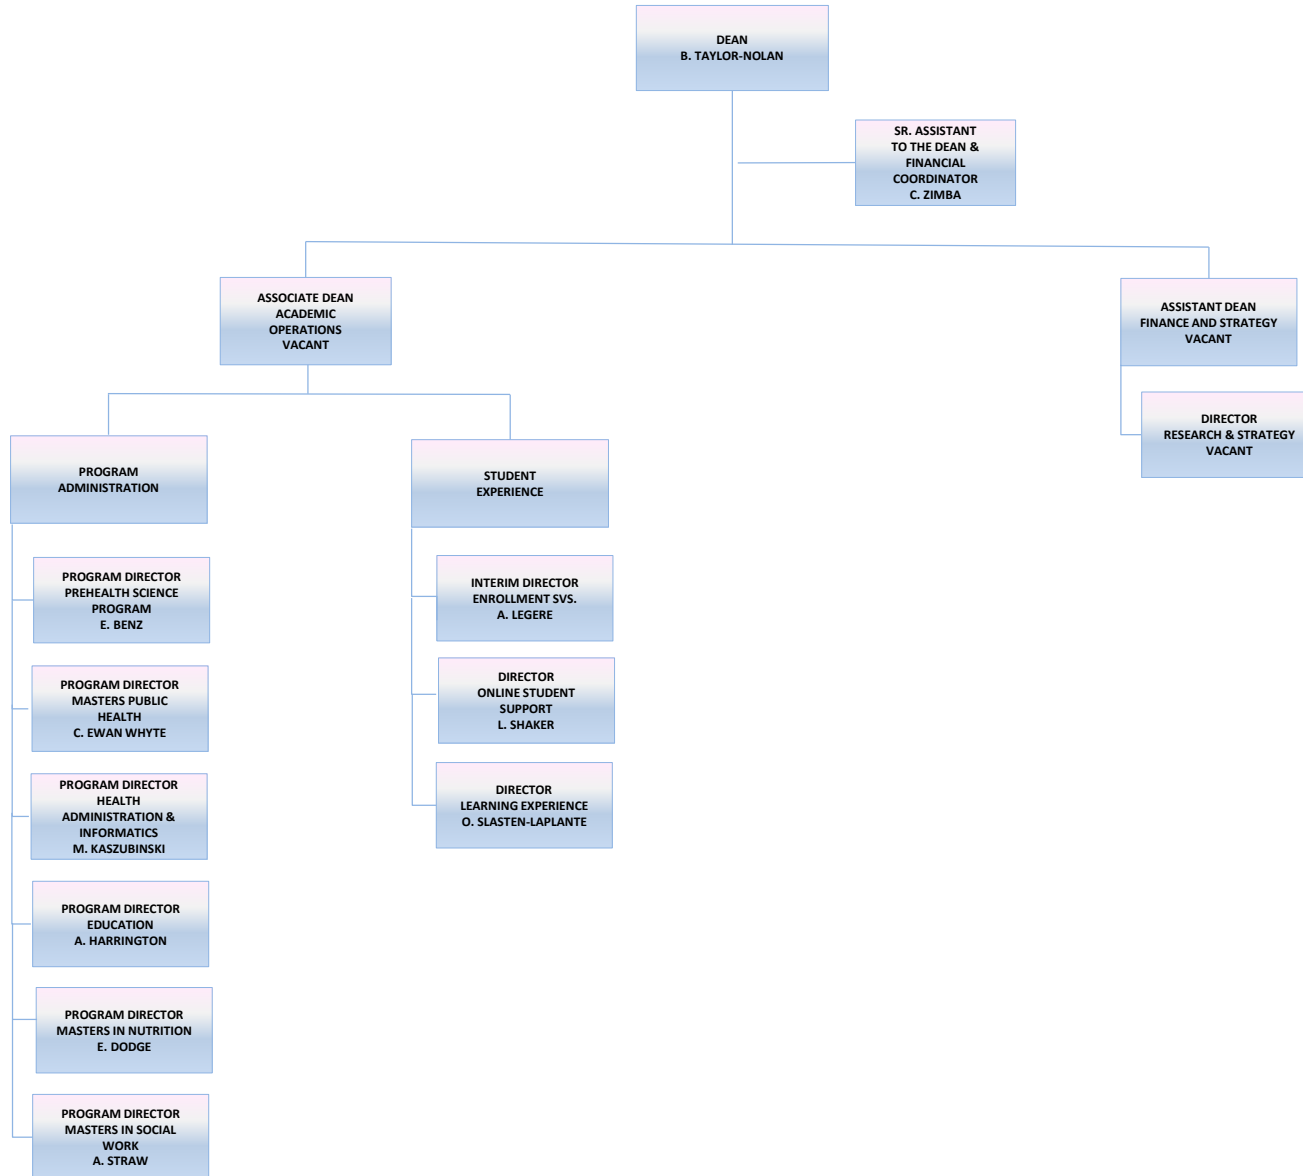 DEAN
B. TAYLOR-NOLAN
SR. ASSISTANT
TO THE DEAN &
FINANCIAL
COORDINATOR
C. ZIMBA
ASSOCIATE DEAN
ACADEMIC
OPERATIONS
VACANT
ASSISTANT DEAN
FINANCE AND STRATEGY
VACANT
DIRECTOR
RESEARCH & STRATEGY
VACANT
PROGRAM
ADMINISTRATION
STUDENT
EXPERIENCE
PROGRAM DIRECTOR
PREHEALTH SCIENCE
PROGRAM
E. BENZ
PROGRAM DIRECTOR
MASTERS PUBLIC
HEALTH
C. EWAN WHYTE
PROGRAM DIRECTOR
HEALTH
ADMINISTRATION &
INFORMATICS
M. KASZUBINSKI
PROGRAM DIRECTOR
EDUCATION
A. HARRINGTON
PROGRAM DIRECTOR
MASTERS IN NUTRITION
E. DODGE
PROGRAM DIRECTOR
MASTERS IN SOCIAL
WORK
A. STRAW
INTERIM DIRECTOR
ENROLLMENT SVS.
A. LEGERE
DIRECTOR
ONLINE STUDENT
SUPPORT
L. SHAKER
DIRECTOR
LEARNING EXPERIENCE
O. SLASTEN-LAPLANTE